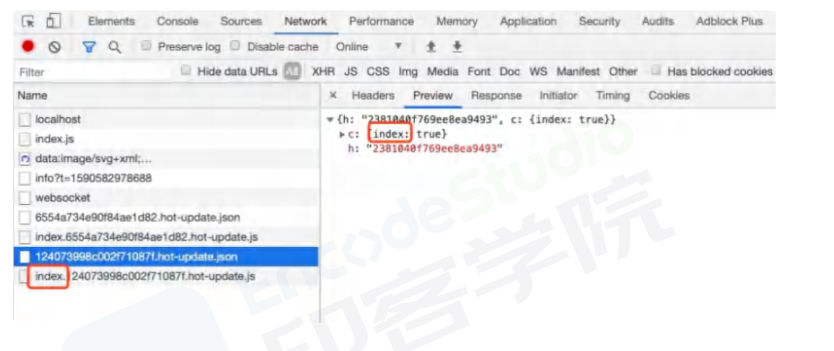 Elements Console Sources Network Performance Memory Application Security Audits Adblock Plus
Preserve log Disable cache Online
Filter Hide data URLs All XHR JS CSS Img Media Font Doc WS Manifest Other Has blocked cookies
Name × Headers Preview Response Initiator Timing Cookies
localhost
index.js
data:image/svg+xml;...
info?t=1590582978688
websocket
6554a734e90f84ae1d82.hot-update.json
index.6554a734e90f84ae1d82.hot-update.js
124073998c002f71087f.hot-update.json
index.124073998c002f71087f.hot-update.js
▼{h: "2381040f769ee8ea9493", c: {index: true}}
▶c: {index: true}
h: "2381040f769ee8ea9493"
EncodeStudio
印客学院